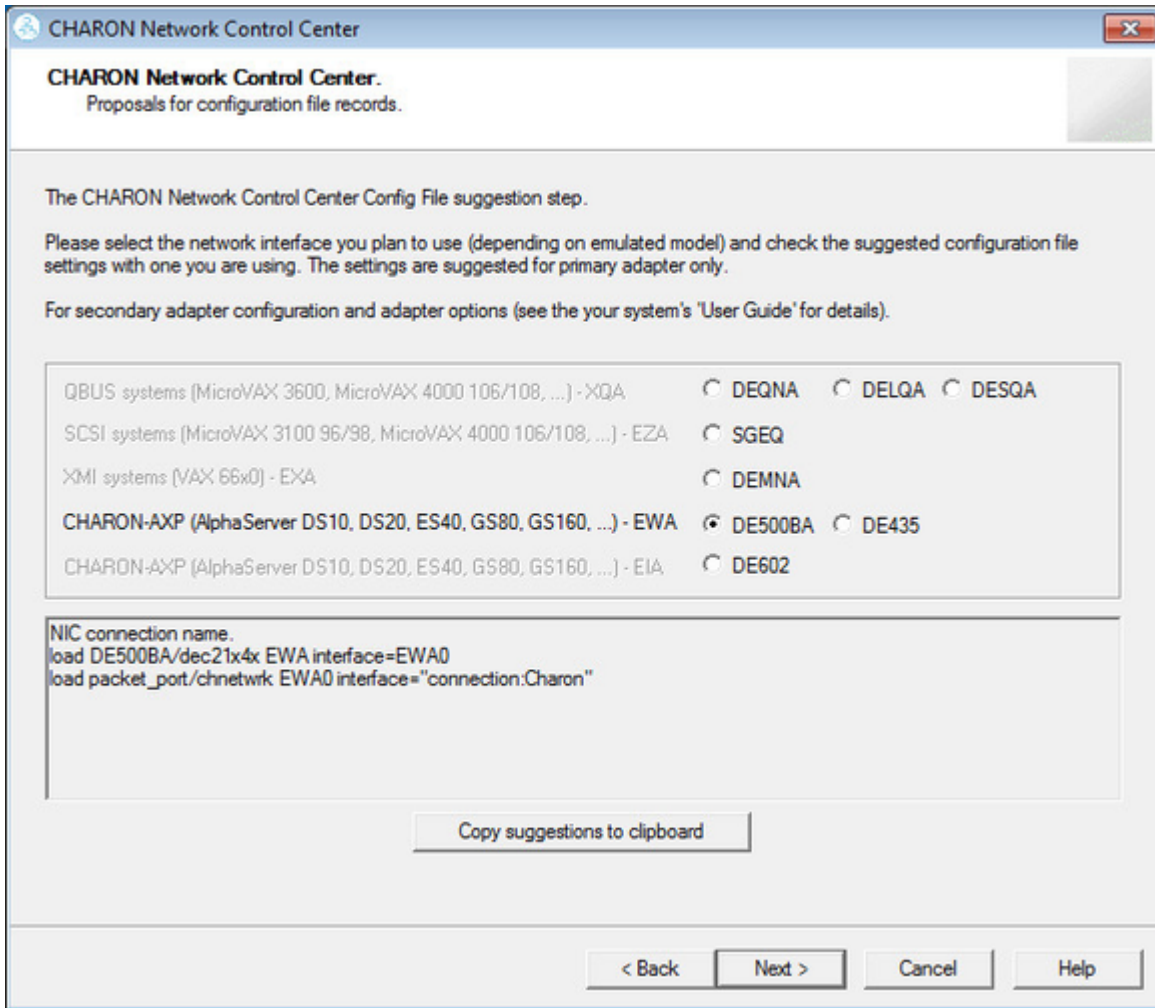 CHARON Network Control Center
CHARON Network Control Center.
Proposals for configuration file records.
The CHARON Network Control Center Config File suggestion step.
Please select the network interface you plan to use (depending on emulated model) and check the suggested configuration file
settings with one you are using. The settings are suggested for primary adapter only.
For secondary adapter configuration and adapter options (see the your system's 'User Guide' for details).
QBUS systems (MicroVAX 3600, MicroVAX 4000 106/108, ...) - XQA DEQNA DELQA DESQA
SCSI systems (MicroVAX 3100 96/98, MicroVAX 4000 106/108, ...) - EZA SGEQ
XMI systems (VAX 66x0) - EXA DEMNA
CHARON-AXP (AlphaServer DS10, DS20, ES40, GS80, GS160, ...) - EWA DE500BA DE435
CHARON-AXP (AlphaServer DS10, DS20, ES40, GS80, GS160, ...) - EIA DE602
NIC connection name.
load DE500BA/dec21x4x EWA interface=EWA0
load packet_port/chnetwrk EWA0 interface="connection:Charon"
Copy suggestions to clipboard
< Back Next > Cancel Help